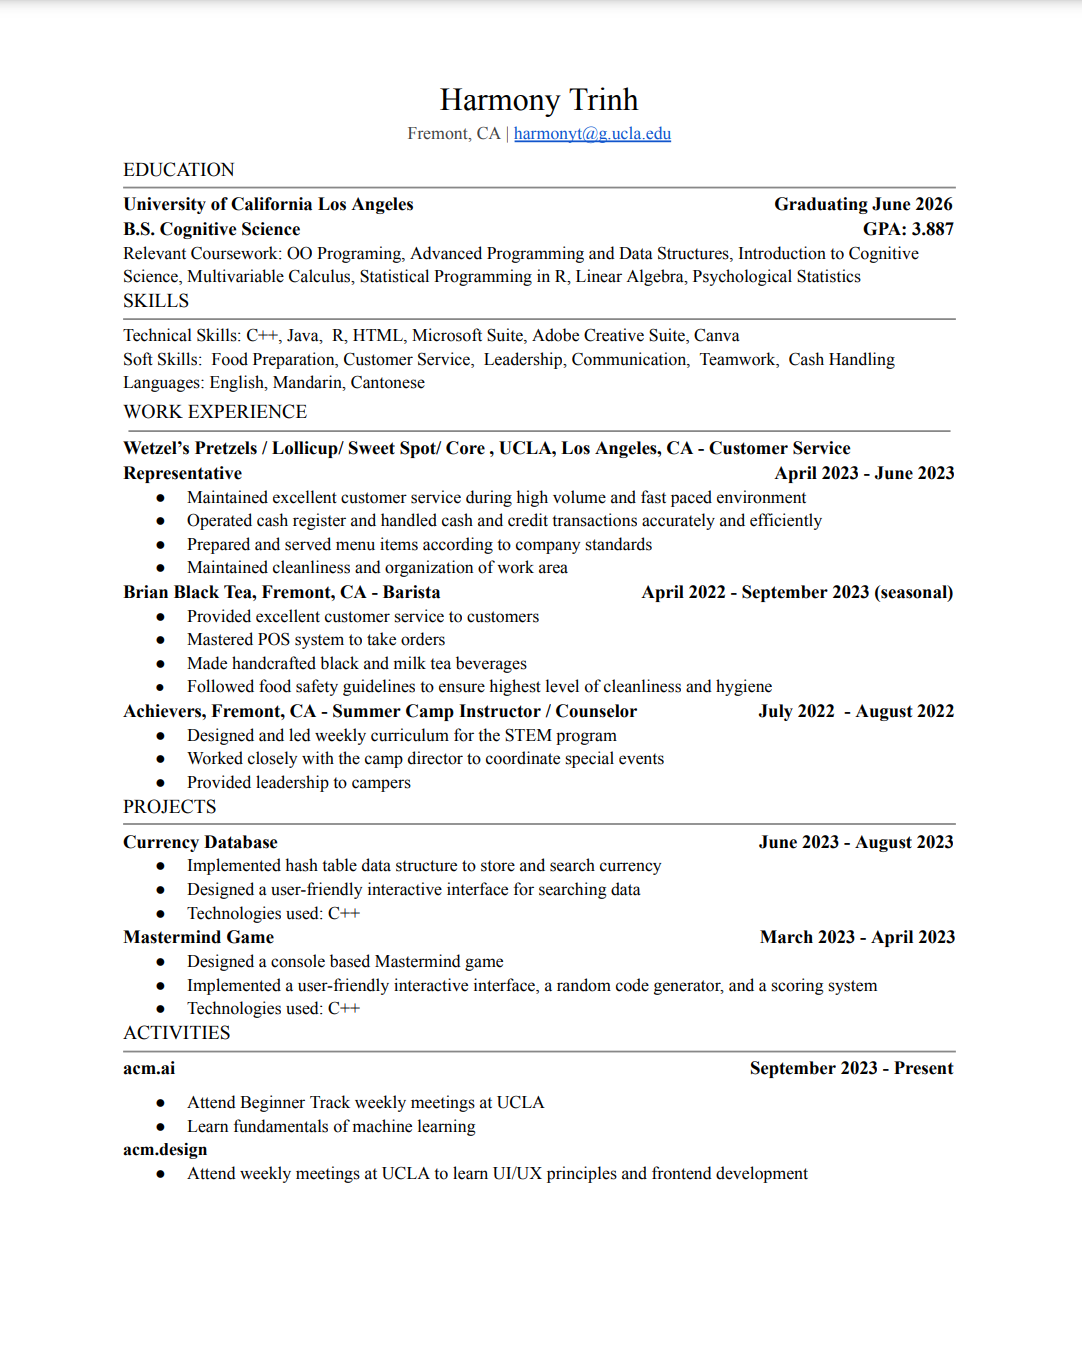 Harmony Trinh
Fremont, CA | harmonyt@g.ucla.edu
EDUCATION
University of California Los Angeles Graduating June 2026
B.S. Cognitive Science GPA: 3.887
Relevant Coursework: OO Programing, Advanced Programming and Data Structures, Introduction to Cognitive
Science, Multivariable Calculus, Statistical Programming in R, Linear Algebra, Psychological Statistics
SKILLS
Technical Skills: C++, Java, R, HTML, Microsoft Suite, Adobe Creative Suite, Canva
Soft Skills: Food Preparation, Customer Service, Leadership, Communication, Teamwork, Cash Handling
Languages: English, Mandarin, Cantonese
WORK EXPERIENCE
Wetzel’s Pretzels / Lollicup/ Sweet Spot/ Core , UCLA, Los Angeles, CA - Customer Service
Representative April 2023 - June 2023
● Maintained excellent customer service during high volume and fast paced environment
● Operated cash register and handled cash and credit transactions accurately and efficiently
● Prepared and served menu items according to company standards
● Maintained cleanliness and organization of work area
Brian Black Tea, Fremont, CA - Barista April 2022 - September 2023 (seasonal)
● Provided excellent customer service to customers
● Mastered POS system to take orders
● Made handcrafted black and milk tea beverages
● Followed food safety guidelines to ensure highest level of cleanliness and hygiene
Achievers, Fremont, CA - Summer Camp Instructor / Counselor July 2022 - August 2022
● Designed and led weekly curriculum for the STEM program
● Worked closely with the camp director to coordinate special events
● Provided leadership to campers
PROJECTS
Currency Database June 2023 - August 2023
● Implemented hash table data structure to store and search currency
● Designed a user-friendly interactive interface for searching data
● Technologies used: C++
Mastermind Game March 2023 - April 2023
● Designed a console based Mastermind game
● Implemented a user-friendly interactive interface, a random code generator, and a scoring system
● Technologies used: C++
ACTIVITIES
acm.ai September 2023 - Present
● Attend Beginner Track weekly meetings at UCLA
● Learn fundamentals of machine learning
acm.design
● Attend weekly meetings at UCLA to learn UI/UX principles and frontend development